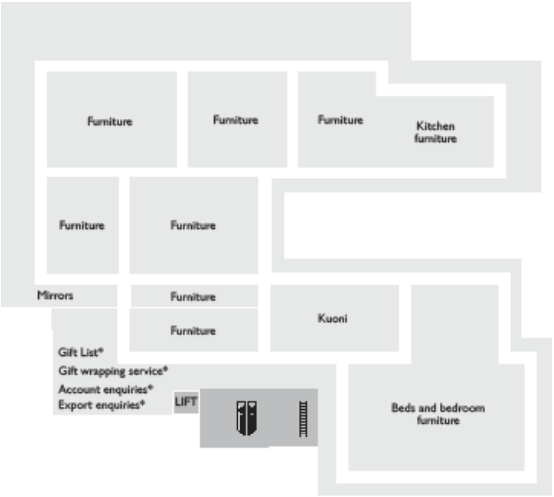 Furniture
Furniture
Furniture
Kitchen
furniture
Furniture
Furniture
Mirrors
Furniture
Furniture
Kuoni
Gift List*
Gift wrapping service*
Account enquiries*
Export enquiries*
LIFT
Beds and bedroom
furniture